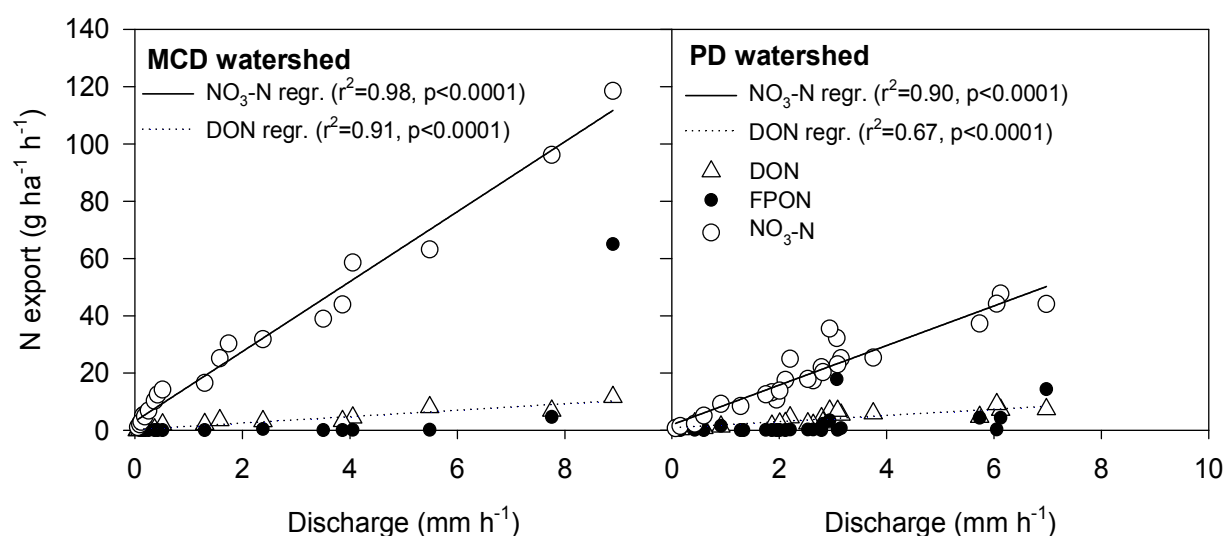 N export (g ha⁻¹ h⁻¹)
140
120
100
80
60
40
20
0
MCD watershed
NO₃-N regr. (r²=0.98, p<0.0001)
DON regr. (r²=0.91, p<0.0001)
0 2 4 6 8
Discharge (mm h⁻¹)
PD watershed
NO₃-N regr. (r²=0.90, p<0.0001)
DON regr. (r²=0.67, p<0.0001)
DON
FPON
NO₃-N
0 2 4 6 8 10
Discharge (mm h⁻¹)